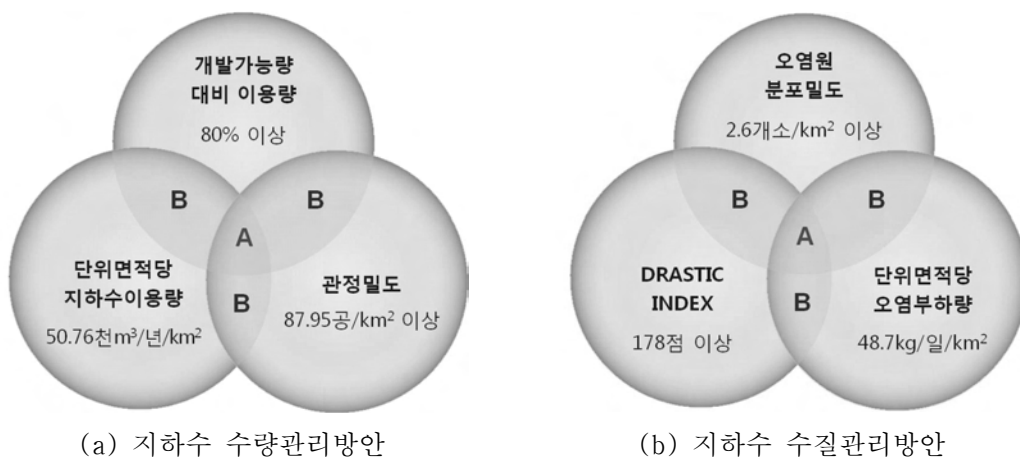 개발가능량
대비 이용량
80% 이상
B
B
A
단위면적당
지하수이용량
50.76천m³/년/km²
B
관정밀도
87.95공/km² 이상
(a) 지하수 수량관리방안
오염원
분포밀도
2.6개소/km² 이상
B
B
A
DRASTIC
INDEX
178점 이상
B
단위면적당
오염부하량
48.7kg/일/km²
(b) 지하수 수질관리방안